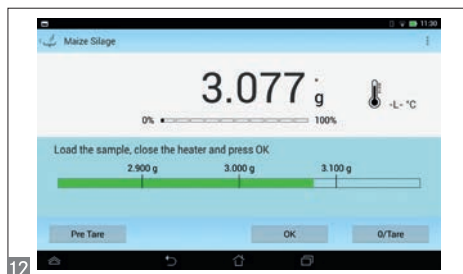 11:30
Maize Silage
3.077 g
-L- °C
0% 100%
Load the sample, close the heater and press OK
2.900 g 3.000 g 3.100 g
Pre Tare OK 0/Tare
12